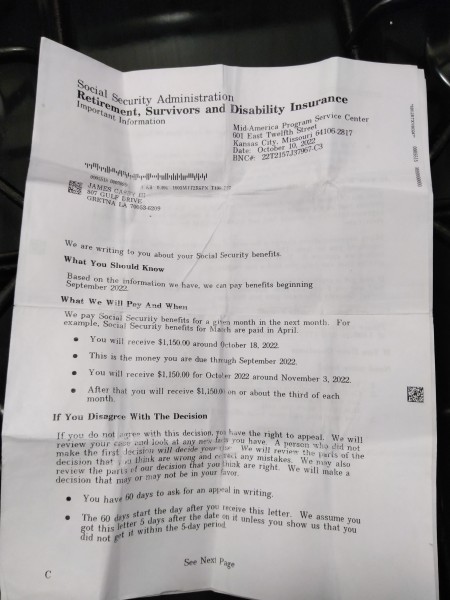 Social Security Administration
Retirement, Survivors and Disability Insurance
Important Information
Mid-America Program Service Center
601 East Twelfth Street
Kansas City, Missouri 64106-2817
Date: October 10, 2022
BNC#: 22T2157J37967-C3
JAMES CASBY
807 GULF DRIVE
GRETNA LA
We are writing to you about your Social Security benefits.
What You Should Know
Based on the information we have, we can pay benefits beginning
September 2022.
What We Will Pay And When
We pay Social Security benefits for a given month in the next month. For
example, Social Security benefits for March are paid in April.
• You will receive $1,150.00 around October 18, 2022.
• This is the money you are due through September 2022.
• You will receive $1,150.00 for October 2022 around November 3, 2022.
• After that you will receive $1,150.00 on or about the third of each
month.
If You Disagree With The Decision
If you do not agree with this decision, you have the right to appeal. We will
review your case and look at any new facts you have. A person who did not
make the first decision will decide your case. We will review the parts of the
decision that you think are wrong and correct any mistakes. We may also
review the parts of our decision that you think are right. We will make a
decision that may or may not be in your favor.
• You have 60 days to ask for an appeal in writing.
• The 60 days start the day after you receive this letter. We assume you
got this letter 5 days after the date on it unless you show us that you
did not get it within the 5-day period.
See Next Page
C